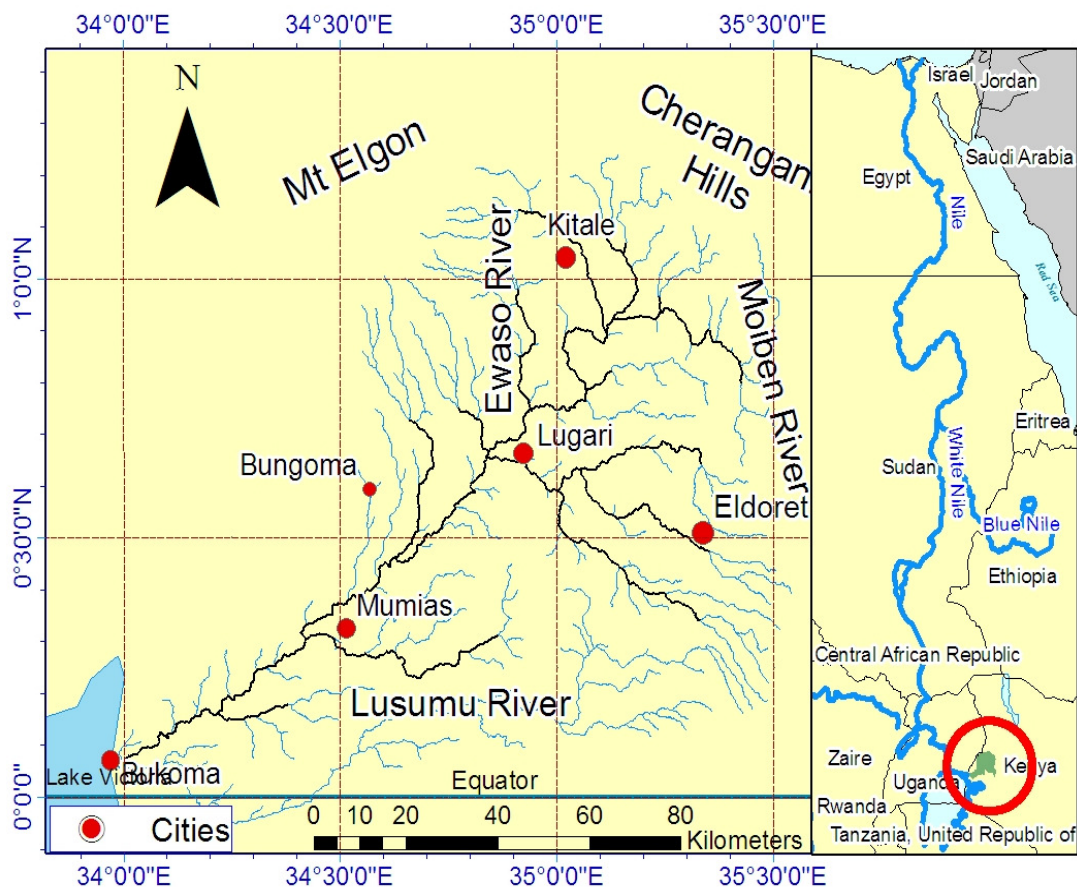 34°0'0"E 34°30'0"E 35°0'0"E 35°30'0"E
N
Mt Elgon
Cherangam
Hills
Kitale
Ewaso River
Moiben River
1°0'0"N
Lugari
Bungoma
Eldoret
0°30'0"N
Mumias
Lusumu River
Lake Victoria
Bukoma
Equator
0°0'0"
Cities
0 10 20 40 60 80
Kilometers
34°0'0"E 34°30'0"E 35°0'0"E 35°30'0"E
Israel
Jordan
Saudi Arabia
Egypt
Nile
Red Sea
Eritrea
Sudan
White Nile
Blue Nile
Ethiopia
Central African Republic
Zaire
Kenya
Uganda
Rwanda
Tanzania, United Republic of